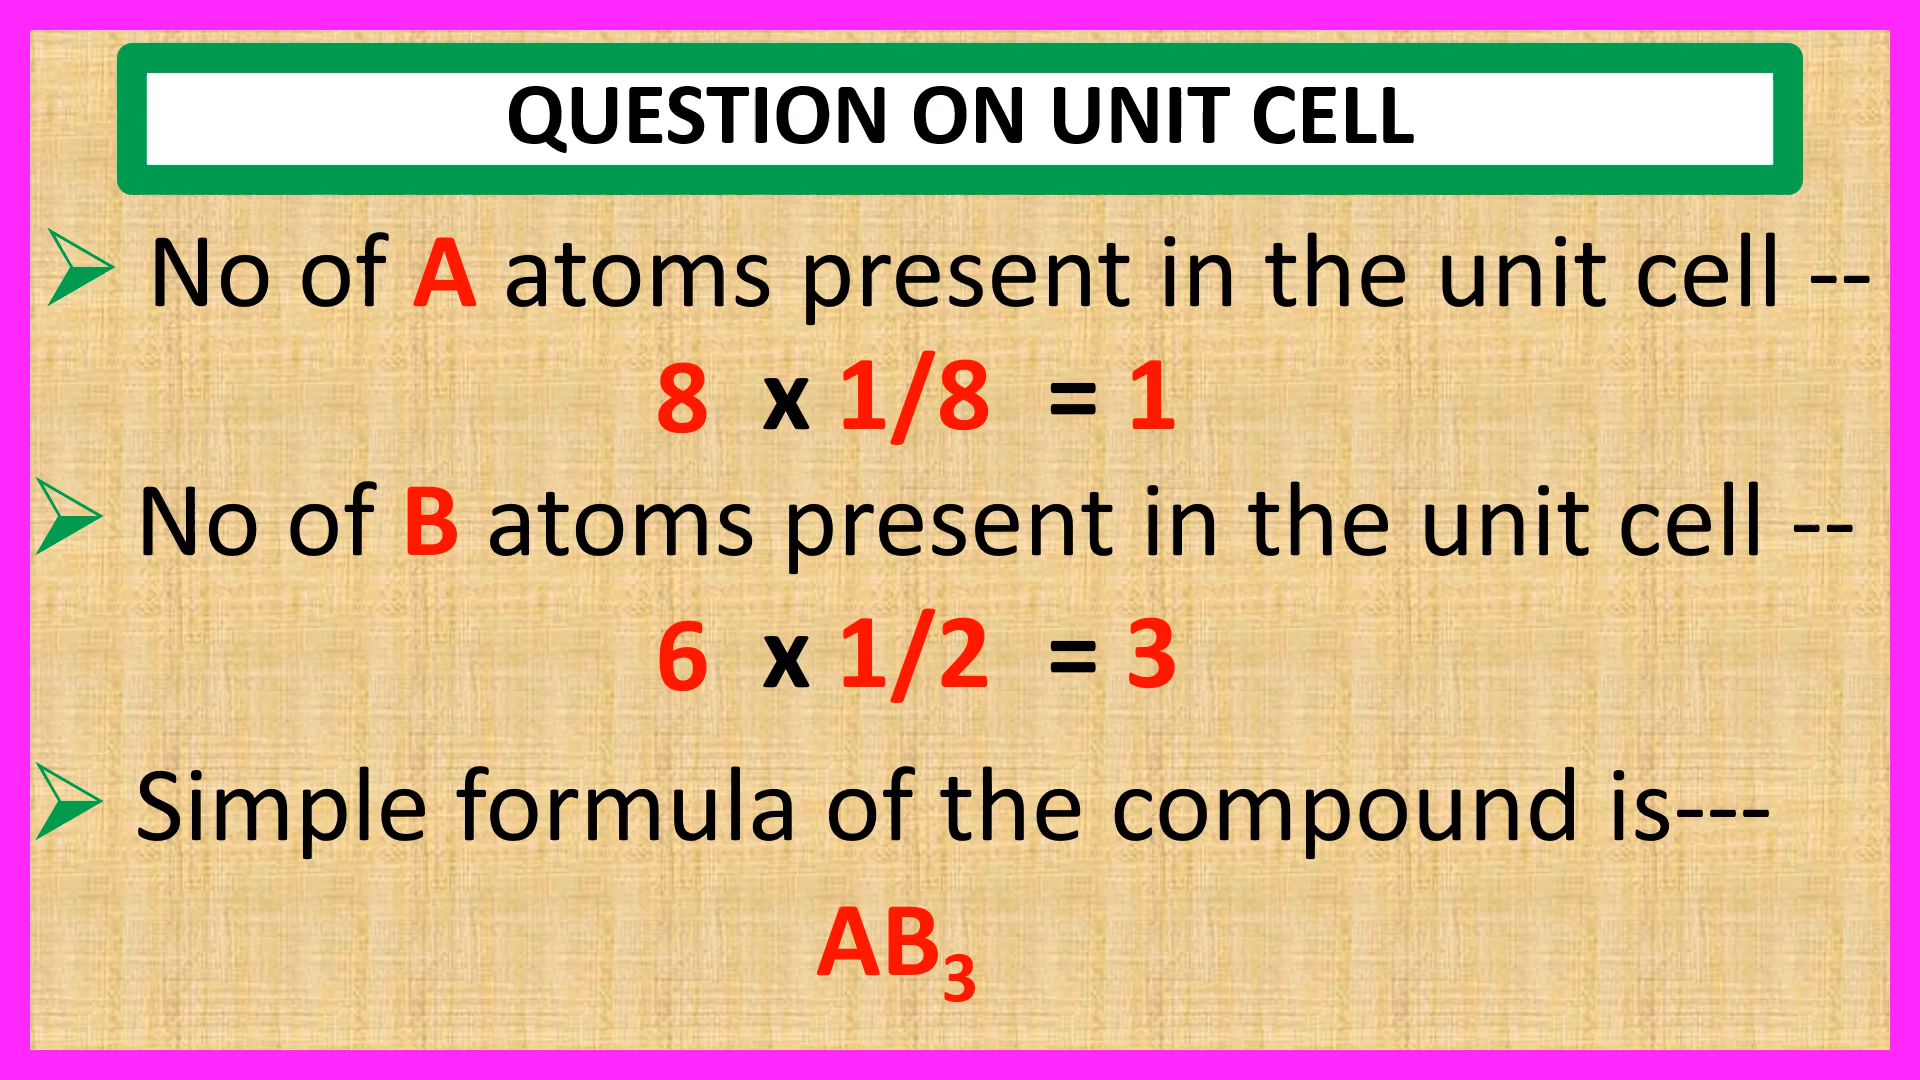 QUESTION ON UNIT CELL
No of A atoms present in the unit cell --
8 x 1/8 = 1
No of B atoms present in the unit cell --
6 x 1/2 = 3
Simple formula of the compound is---
AB₃